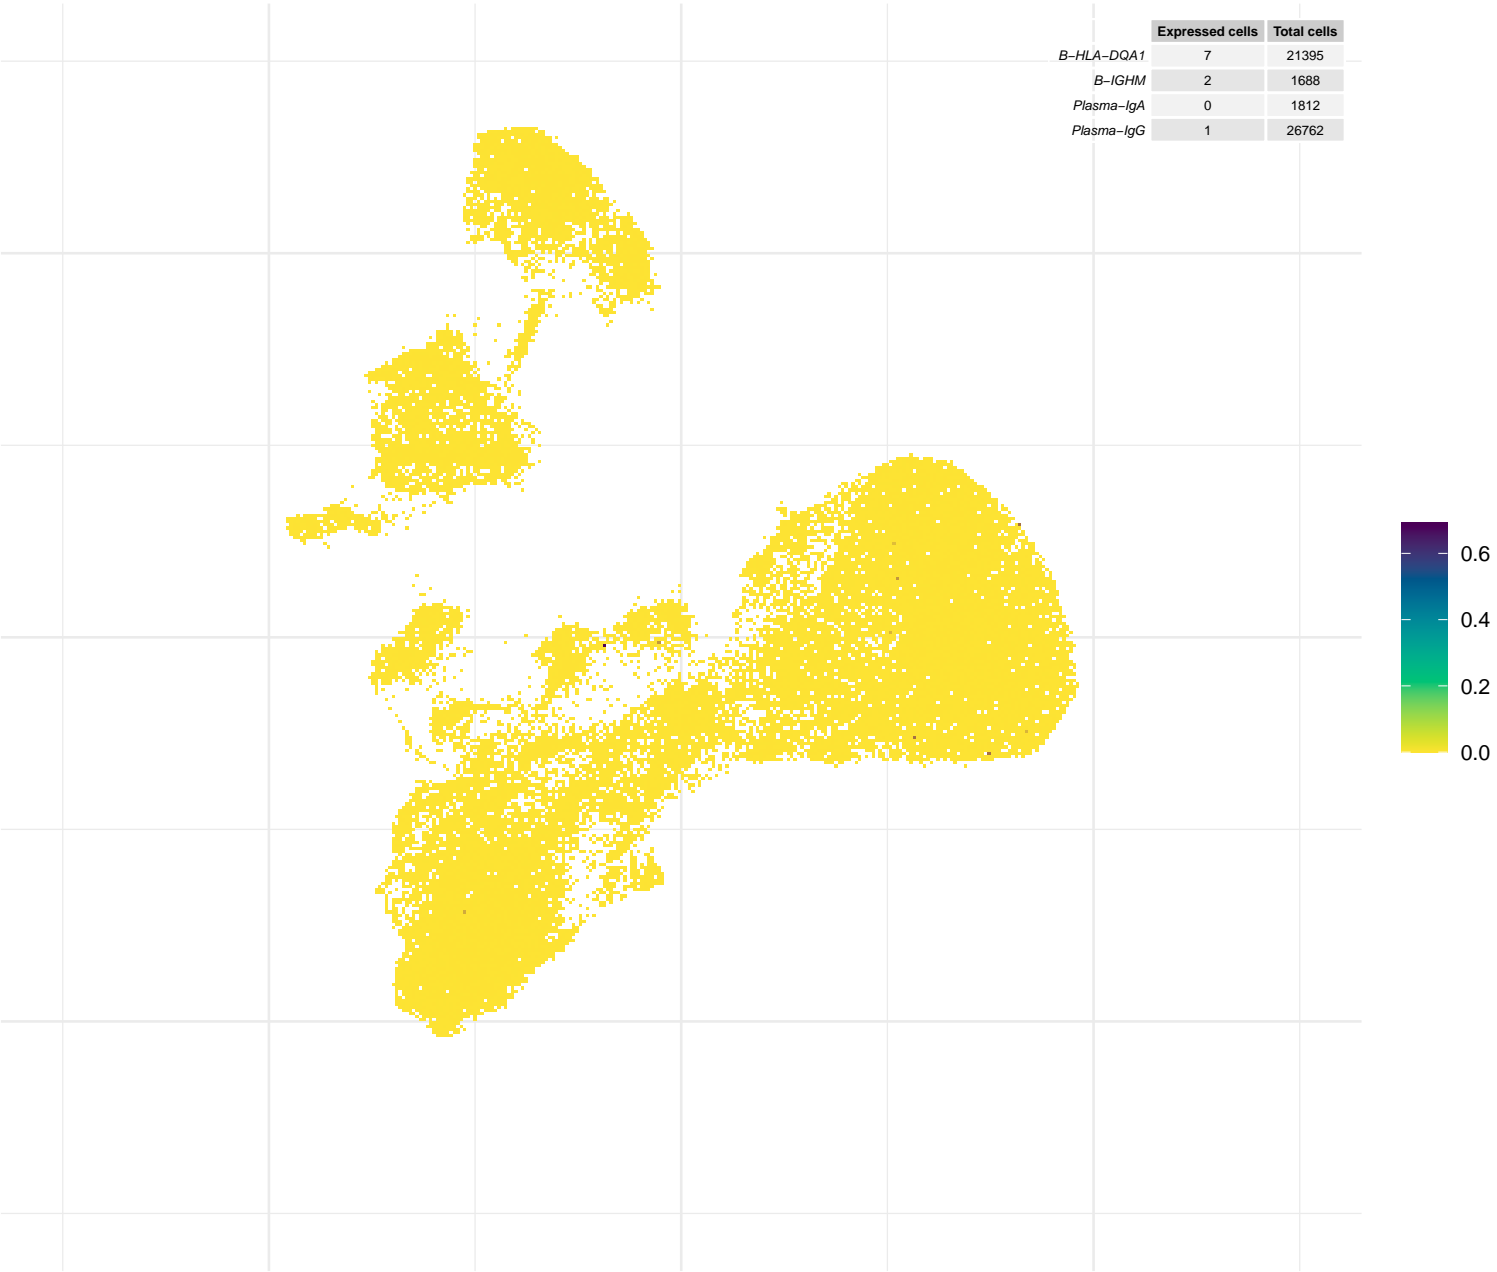 Expressed cells Total cells
B−HLA−DQA1 7 21395
B−IGHM 2 1688
Plasma−IgA 0 1812
Plasma−IgG 1 26762
0.6
0.4
0.2
0.0